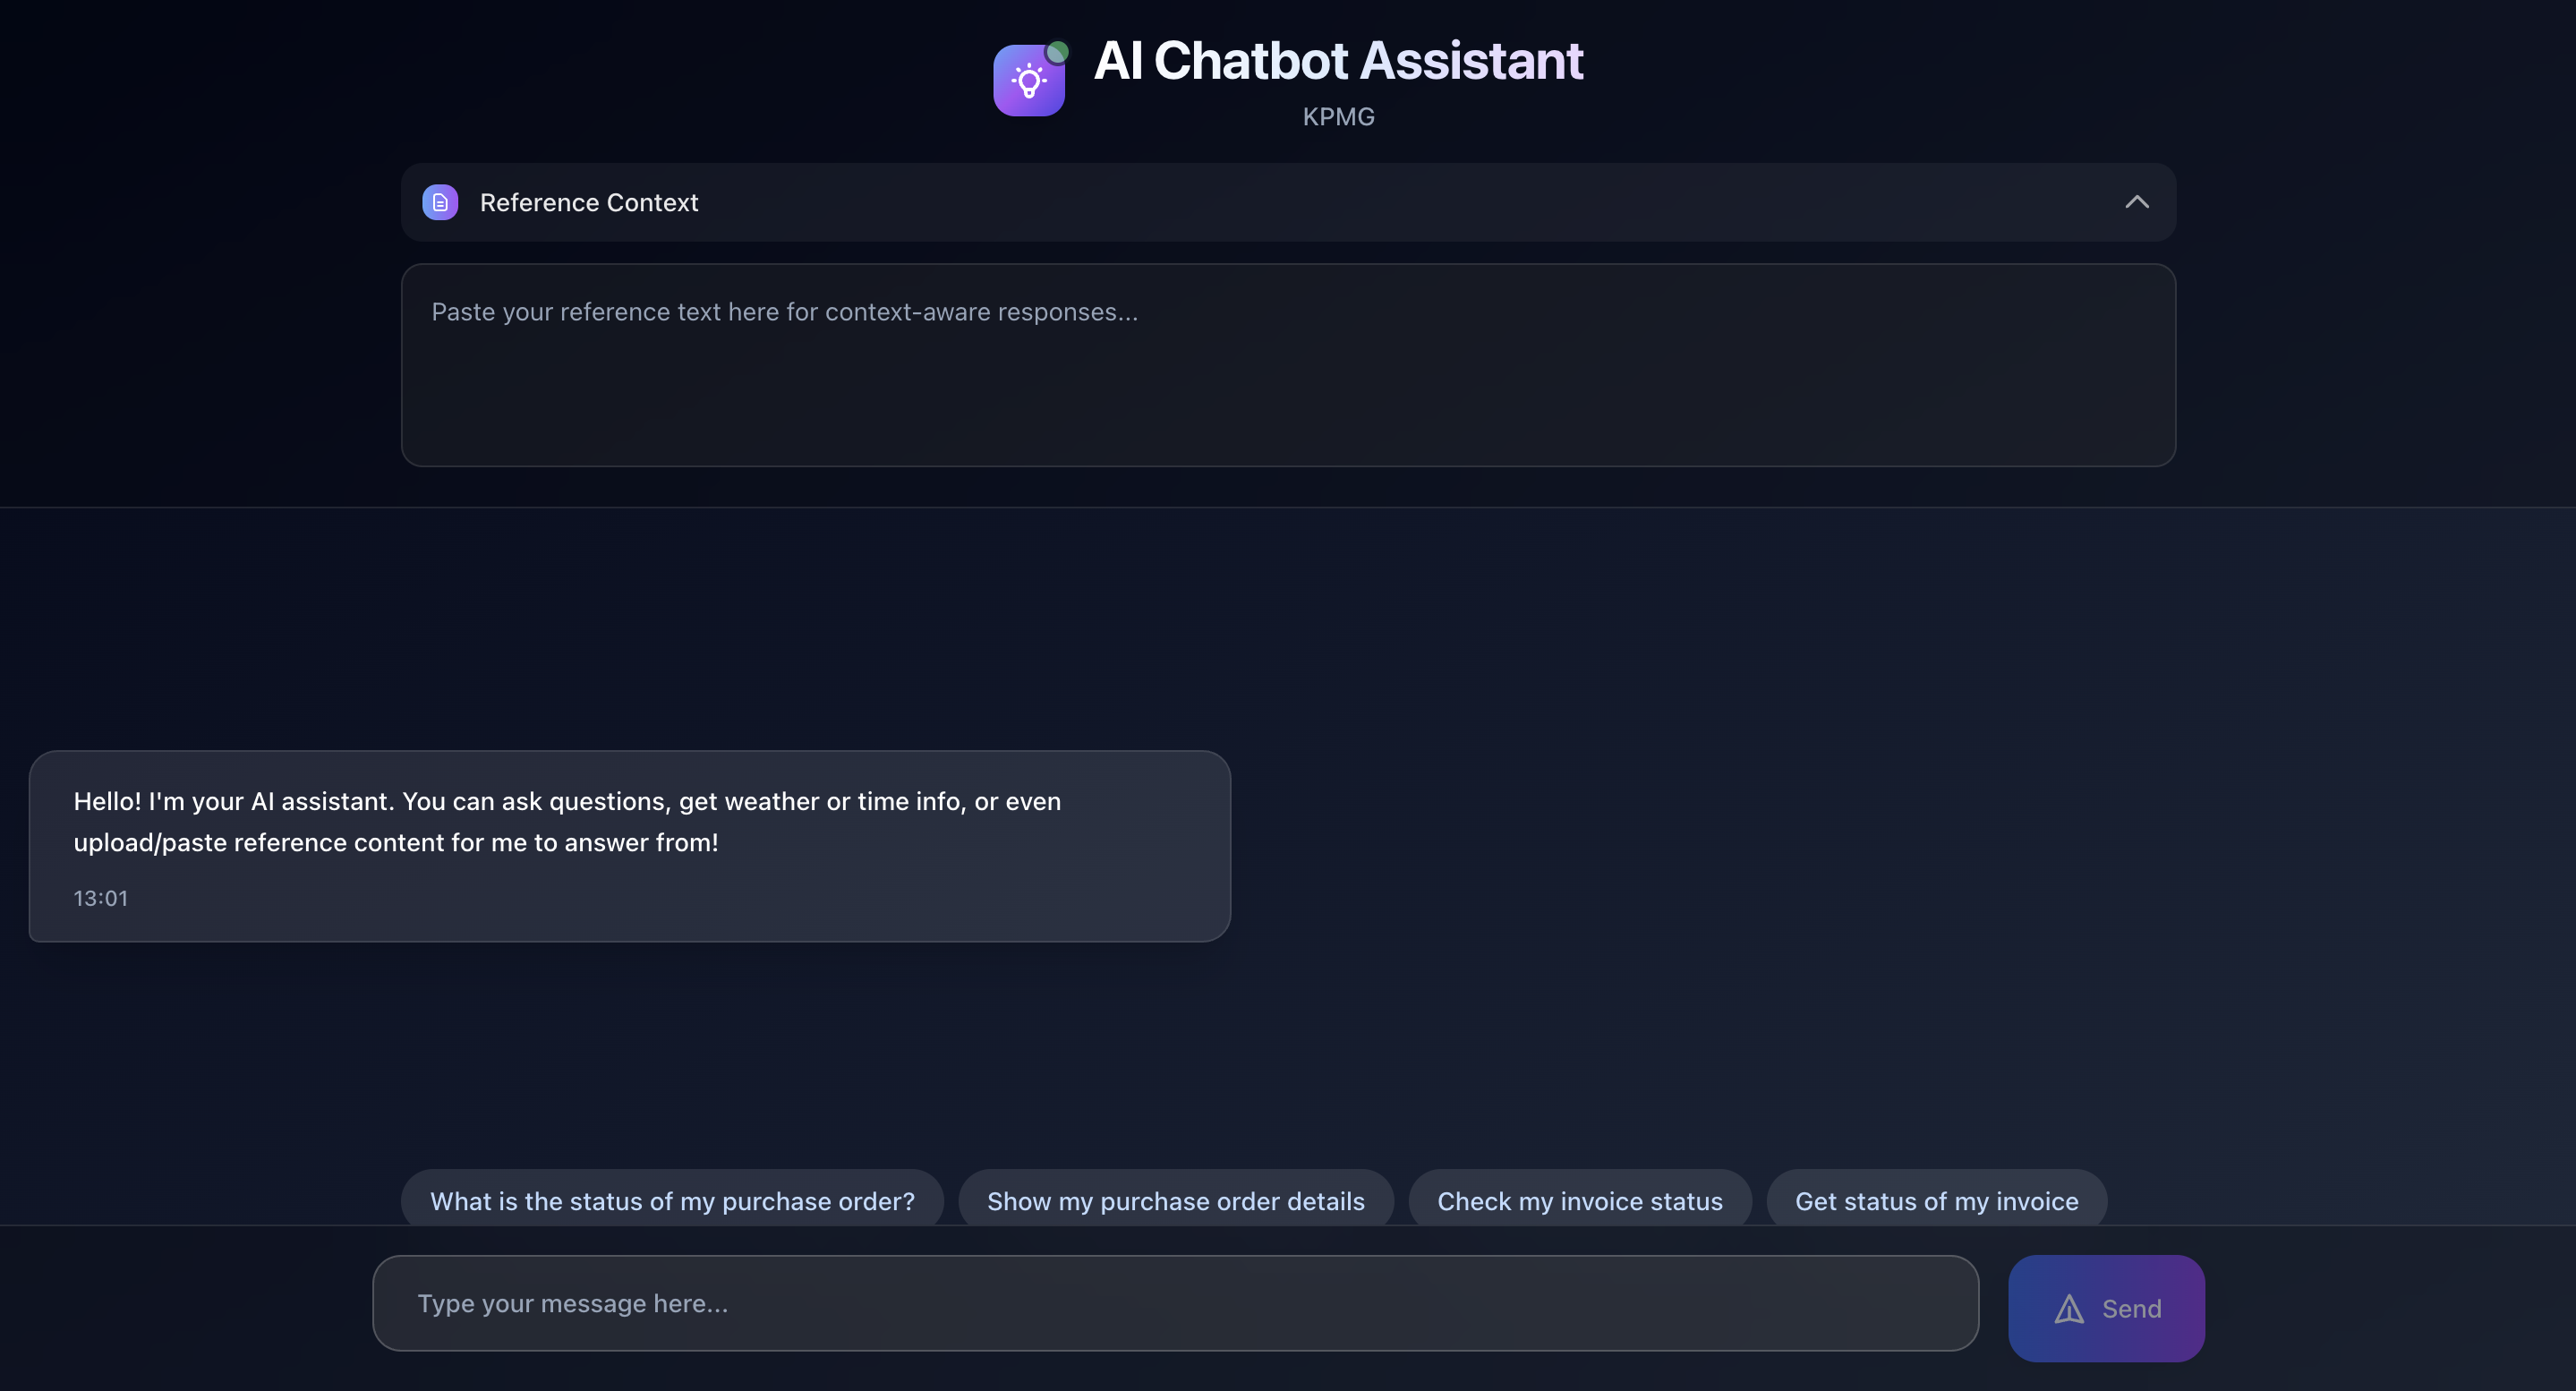 AI Chatbot Assistant
KPMG
Reference Context
Paste your reference text here for context-aware responses...
Hello! I'm your AI assistant. You can ask questions, get weather or time info, or even
upload/paste reference content for me to answer from!
13:01
What is the status of my purchase order?
Show my purchase order details
Check my invoice status
Get status of my invoice
Type your message here...
Send